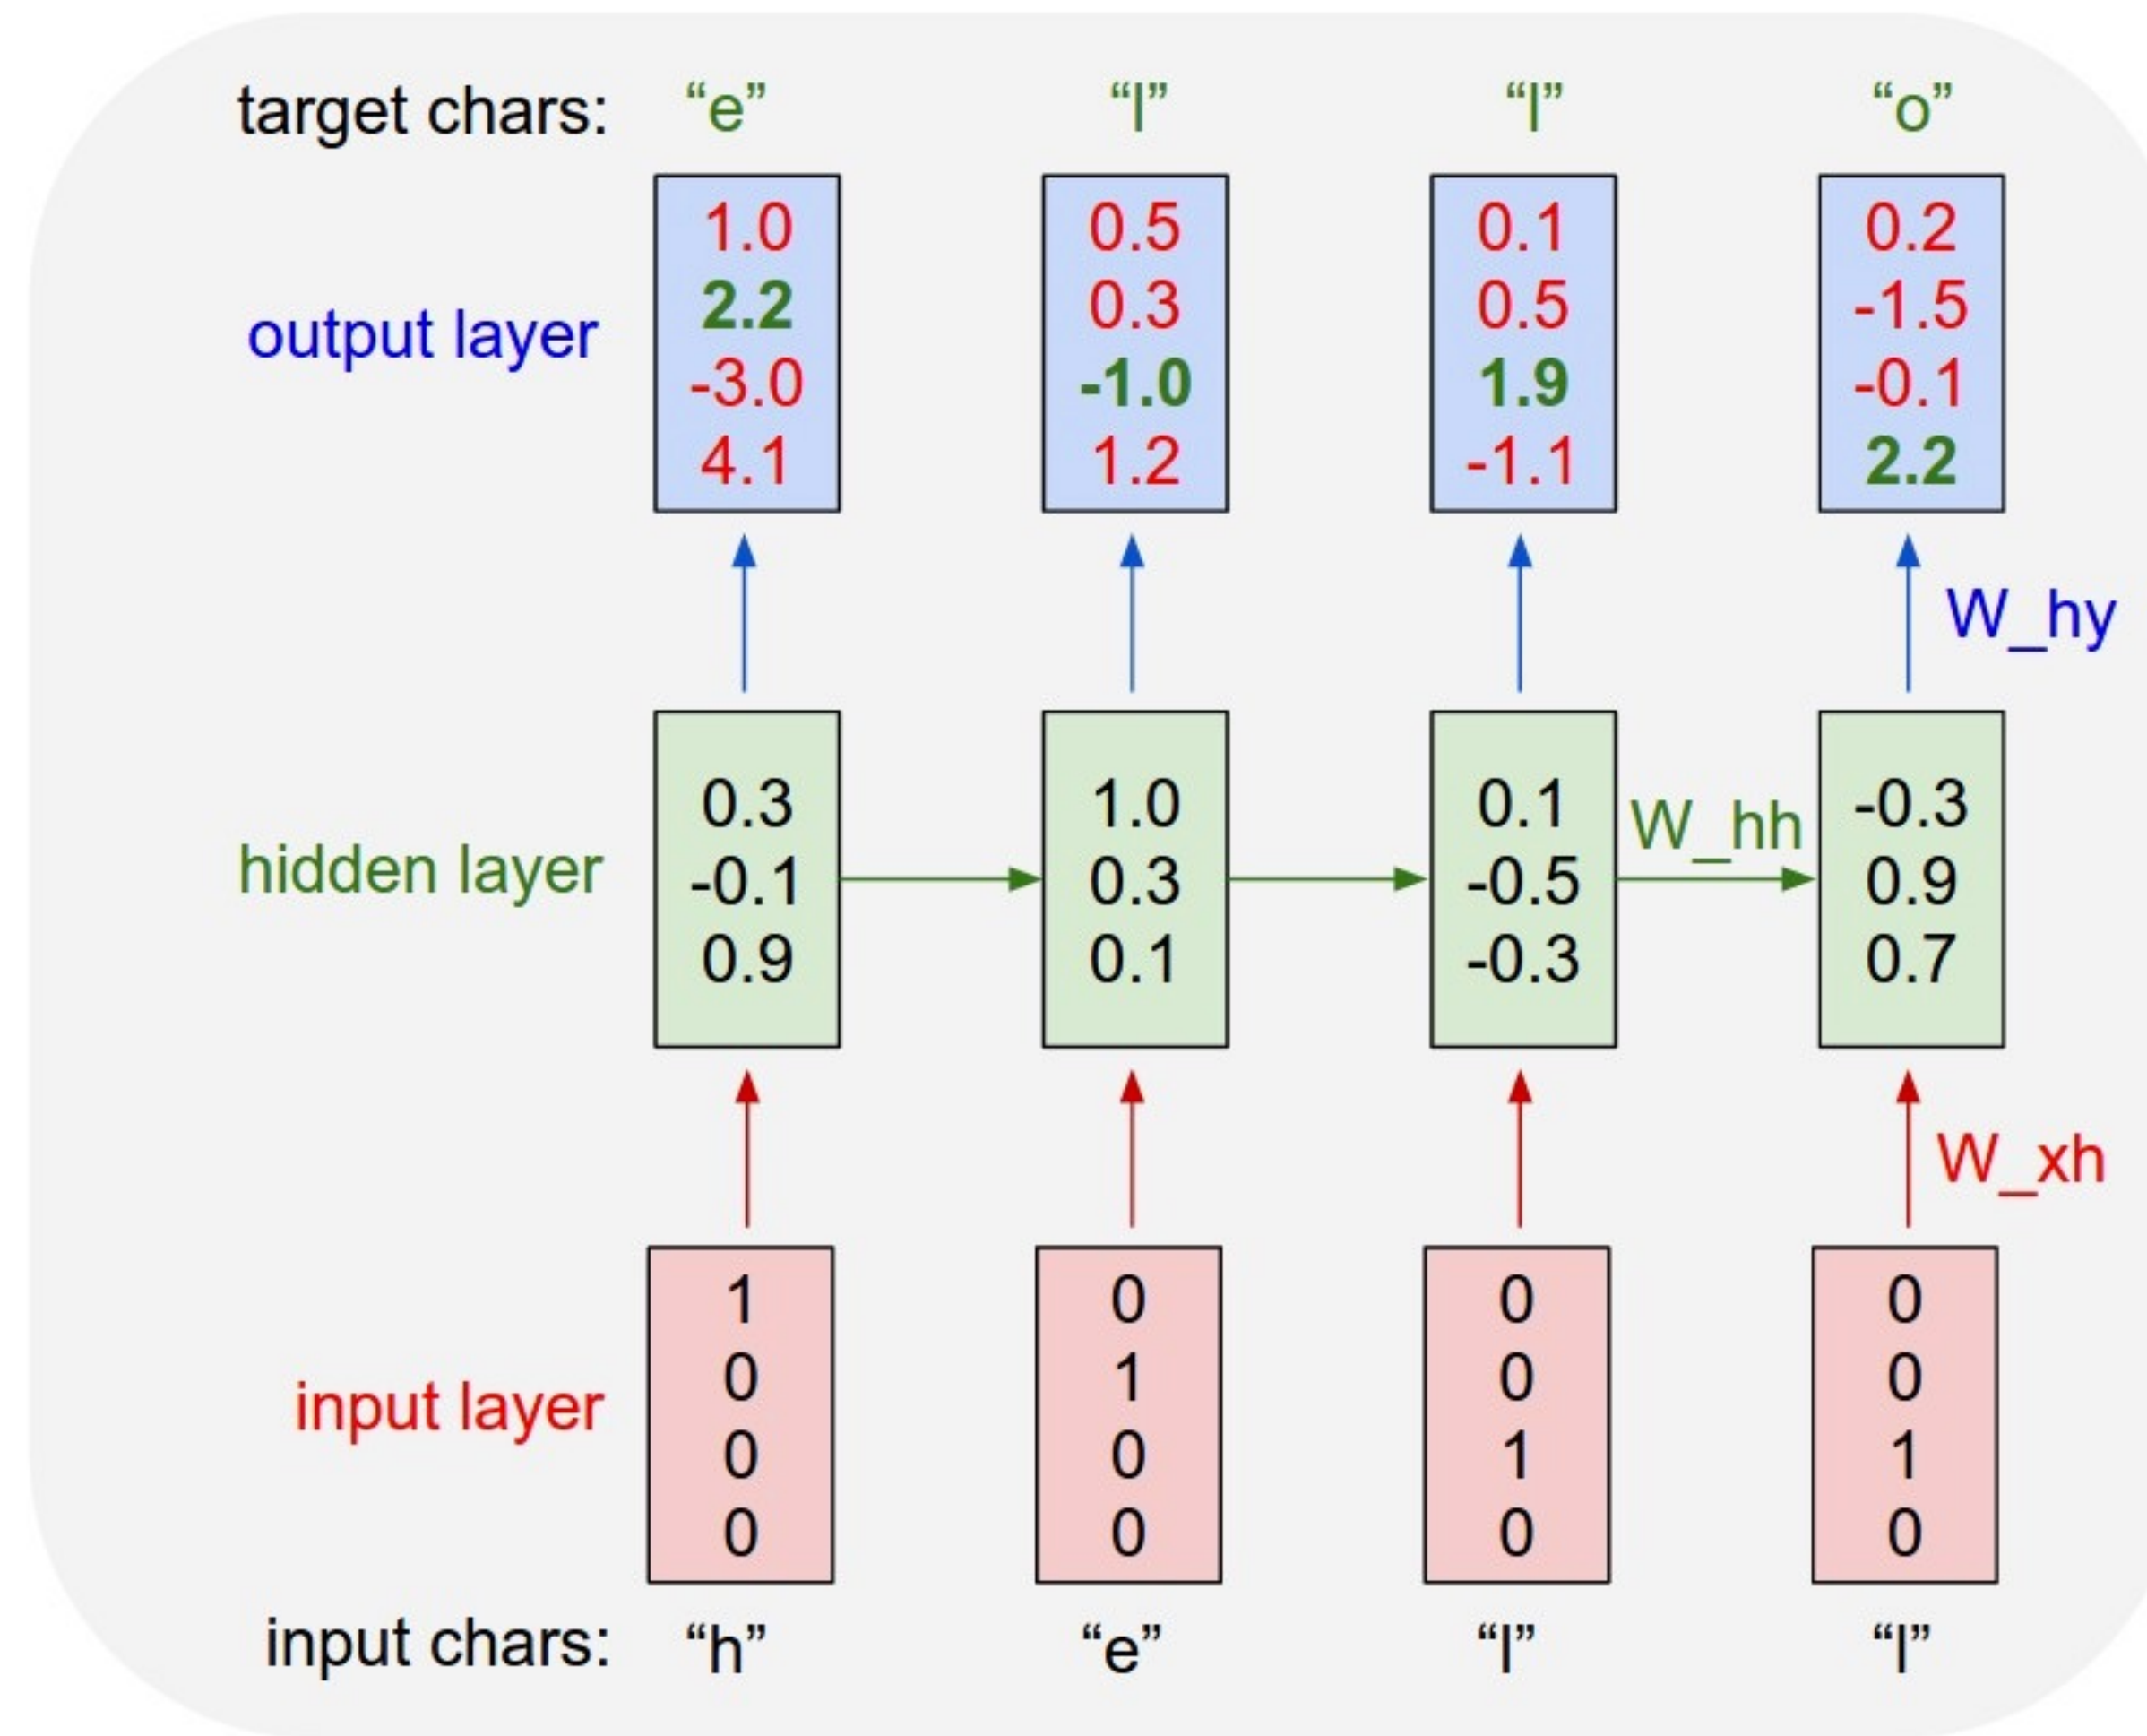 target chars: “e” “l” “l” “o”
1.0 0.5 0.1 0.2
2.2 0.3 0.5 -1.5
output layer
-3.0 -1.0 1.9 -0.1
4.1 1.2 -1.1 2.2
W_hy
0.3 1.0 0.1 W_hh -0.3
hidden layer -0.1 0.3 -0.5 0.9
0.9 0.1 -0.3 0.7
W_xh
1 0 0 0
0 1 0 0
input layer
0 0 1 1
0 0 0 0
input chars: “h” “e” “l” “l”